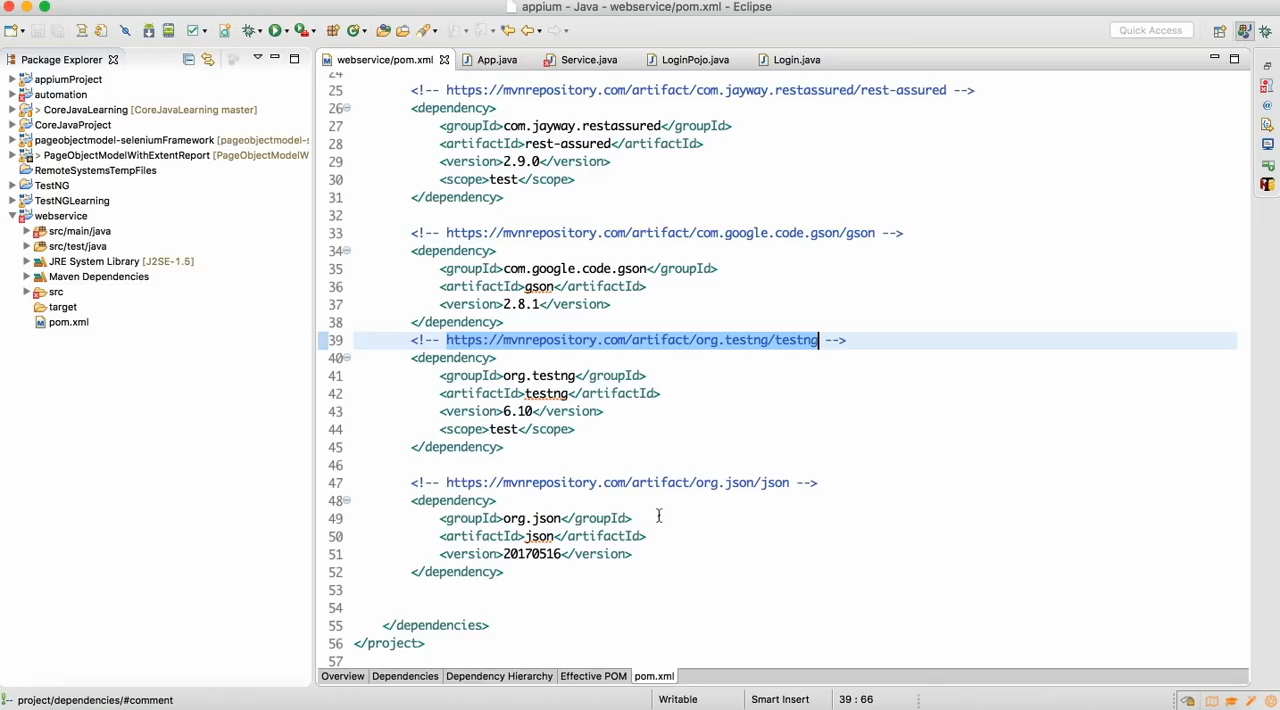 appium - Java - webservice/pom.xml - Eclipse
Quick Access
Package Explorer
webservice/pom.xml
App.java
Service.java
LoginPojo.java
Login.java
appiumProject
automation
> CoreJavaLearning [CoreJavaLearning master]
CoreJavaProject
pageobjectmodel-seleniumFramework [pageobjectmodel-s
> PageObjectModelWithExtentReport [PageObjectModelW
RemoteSystemsTempFiles
TestNG
TestNGLearning
webservice
src/main/java
src/test/java
JRE System Library [J2SE-1.5]
Maven Dependencies
src
target
pom.xml
24
25 <!-- https://mvnrepository.com/artifact/com.jayway.restassured/rest-assured -->
26 <dependency>
27 <groupId>com.jayway.restassured</groupId>
28 <artifactId>rest-assured</artifactId>
29 <version>2.9.0</version>
30 <scope>test</scope>
31 </dependency>
32
33 <!-- https://mvnrepository.com/artifact/com.google.code.gson/gson -->
34 <dependency>
35 <groupId>com.google.code.gson</groupId>
36 <artifactId>gson</artifactId>
37 <version>2.8.1</version>
38 </dependency>
39 <!-- https://mvnrepository.com/artifact/org.testng/testng -->
40 <dependency>
41 <groupId>org.testng</groupId>
42 <artifactId>testng</artifactId>
43 <version>6.10</version>
44 <scope>test</scope>
45 </dependency>
46
47 <!-- https://mvnrepository.com/artifact/org.json/json -->
48 <dependency>
49 <groupId>org.json</groupId>
50 <artifactId>json</artifactId>
51 <version>20170516</version>
52 </dependency>
53
54
55 </dependencies>
56 </project>
57
Overview Dependencies Dependency Hierarchy Effective POM pom.xml
project/dependencies/#comment Writable Smart Insert 39 : 66